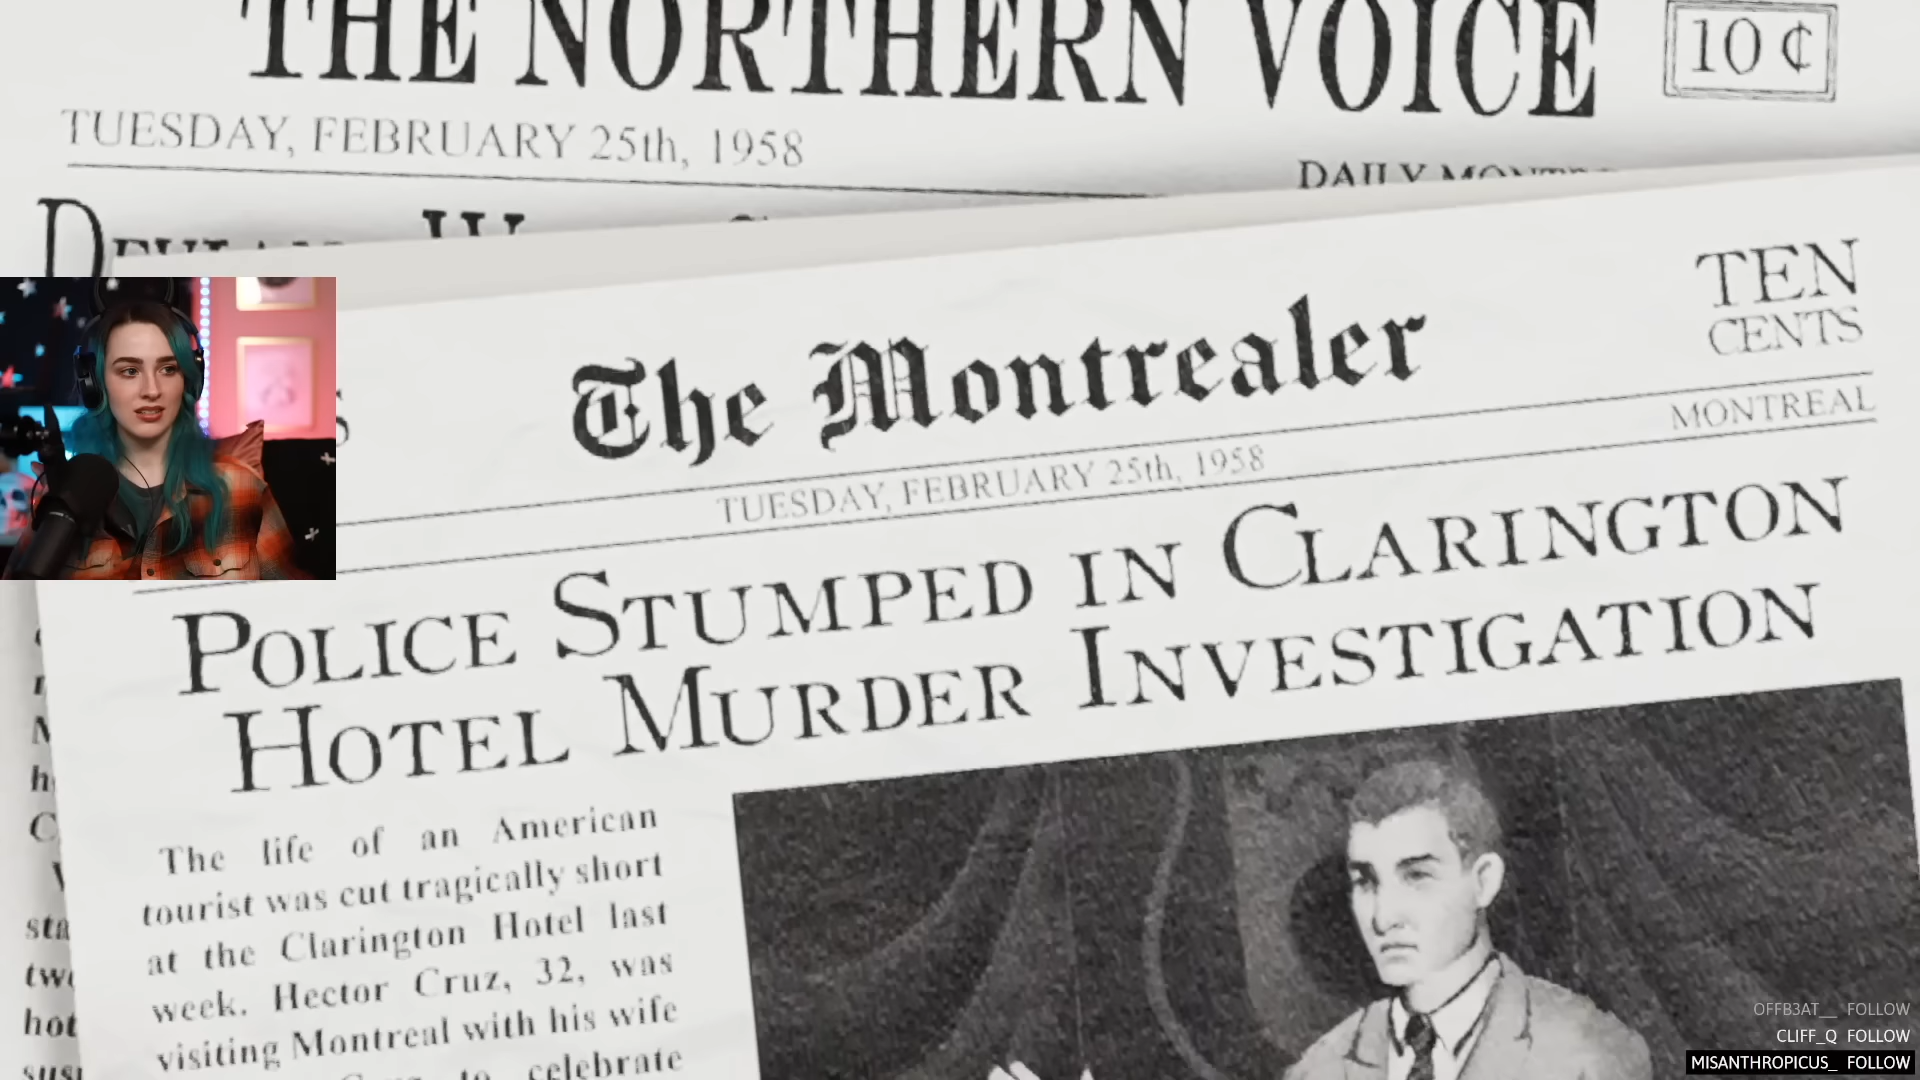 THE NORTHERN VOICE
10 ¢
TUESDAY, FEBRUARY 25th, 1958
DAILY
TEN
CENTS
The Montrealer
MONTREAL
TUESDAY, FEBRUARY 25th, 1958
POLICE STUMPED IN CLARINGTON
HOTEL MURDER INVESTIGATION
The life of an American
tourist was cut tragically short
at the Clarington Hotel last
week. Hector Cruz, 32, was
visiting Montreal with his wife
to celebrate
OFFB3AT__ FOLLOW
CLIFF_Q FOLLOW
MISANTHROPICUS_ FOLLOW